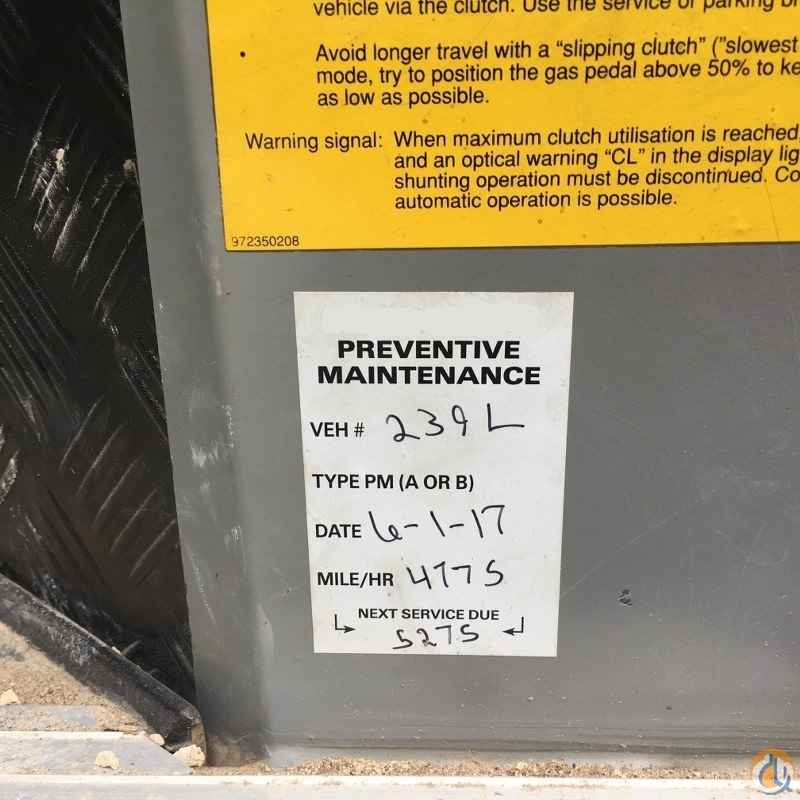 vehicle via the clutch. Use the service or parking
• Avoid longer travel with a “slipping clutch” (”slowest
mode, try to position the gas pedal above 50% to
as low as possible.
Warning signal: When maximum clutch utilisation is reached,
and an optical warning “CL” in the display
shunting operation must be discontinued.
automatic operation is possible.
972350208
PREVENTIVE
MAINTENANCE
VEH # 239L
TYPE PM (A OR B)
DATE 6-1-17
MILE/HR 4775
NEXT SERVICE DUE
5275